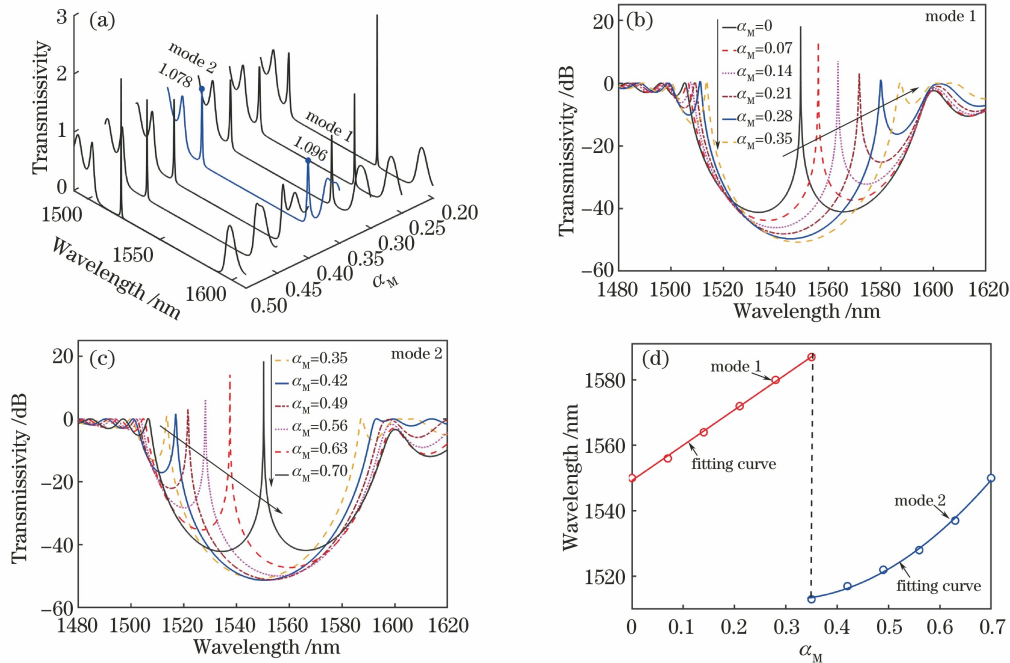 (a)
3
2
1
0
Transmissivity
mode 2
1.078
mode 1
1.096
1500
1550
1600
Wavelength /nm
0.50
0.45
0.40
0.35
0.30
0.25
0.20
α_M
(b)
mode 1
20
0
−20
−40
−60
Transmissivity /dB
α_M=0
α_M=0.07
α_M=0.14
α_M=0.21
α_M=0.28
α_M=0.35
1480 1500 1520 1540 1560 1580 1600 1620
Wavelength /nm
(c)
mode 2
20
0
−20
−40
−60
Transmissivity /dB
α_M=0.35
α_M=0.42
α_M=0.49
α_M=0.56
α_M=0.63
α_M=0.70
1480 1500 1520 1540 1560 1580 1600 1620
Wavelength /nm
(d)
1580
1560
1540
1520
Wavelength/nm
mode 1
fitting curve
mode 2
fitting curve
0 0.1 0.2 0.3 0.4 0.5 0.6 0.7
α_M